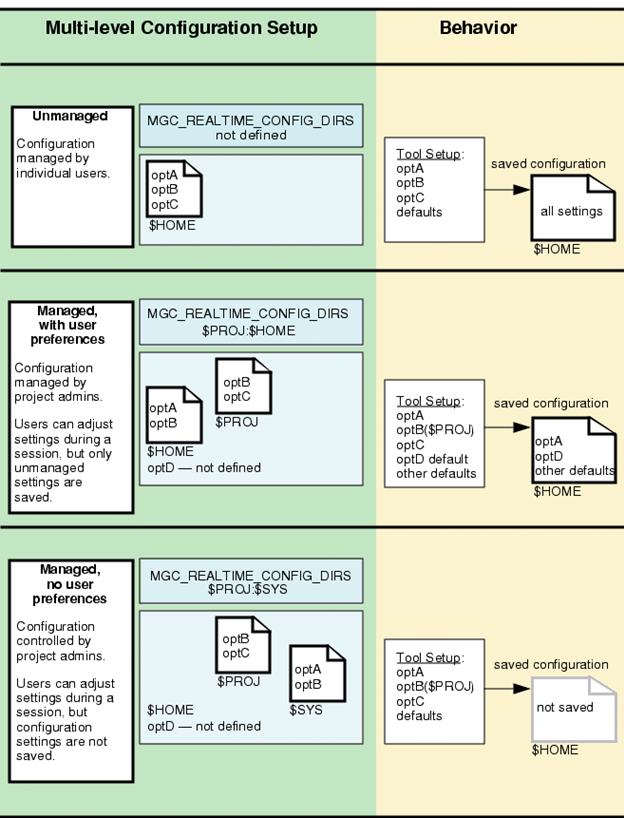 Multi-level Configuration Setup
Behavior
Unmanaged
Configuration
managed by
individual users.
MGC_REALTIME_CONFIG_DIRS
not defined
optA
optB
optC
$HOME
Tool Setup:
optA
optB
optC
defaults
saved configuration
all settings
$HOME
Managed,
with user
preferences
Configuration
managed by
project admins.
Users can adjust
settings during a
session, but only
unmanaged
settings are
saved.
MGC_REALTIME_CONFIG_DIRS
$PROJ:$HOME
optB
optC
$PROJ
optA
optB
$HOME
optD — not defined
Tool Setup:
optA
optB($PROJ)
optC
optD default
other defaults
saved configuration
optA
optD
other defaults
$HOME
Managed,
no user
preferences
Configuration
controlled by
project admins.
Users can adjust
settings during a
session, but
configuration
settings are not
saved.
MGC_REALTIME_CONFIG_DIRS
$PROJ:$SYS
optB
optC
$PROJ
optA
optB
$SYS
$HOME
optD — not defined
Tool Setup:
optA
optB($PROJ)
optC
defaults
saved configuration
not saved
$HOME